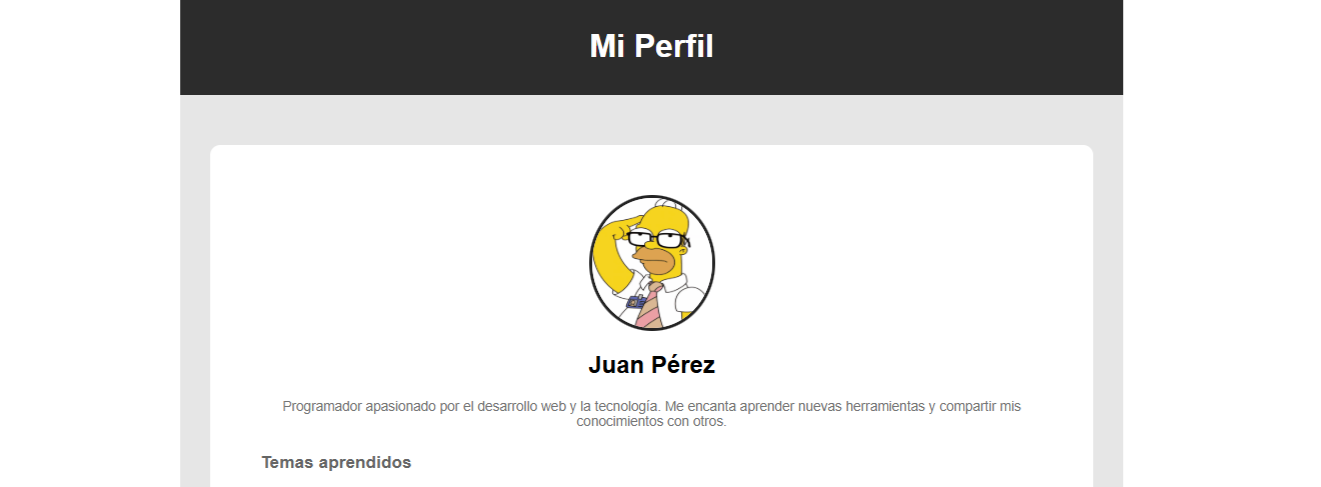 Mi Perfil
Juan Pérez
Programador apasionado por el desarrollo web y la tecnología. Me encanta aprender nuevas herramientas y compartir mis
conocimientos con otros.
Temas aprendidos